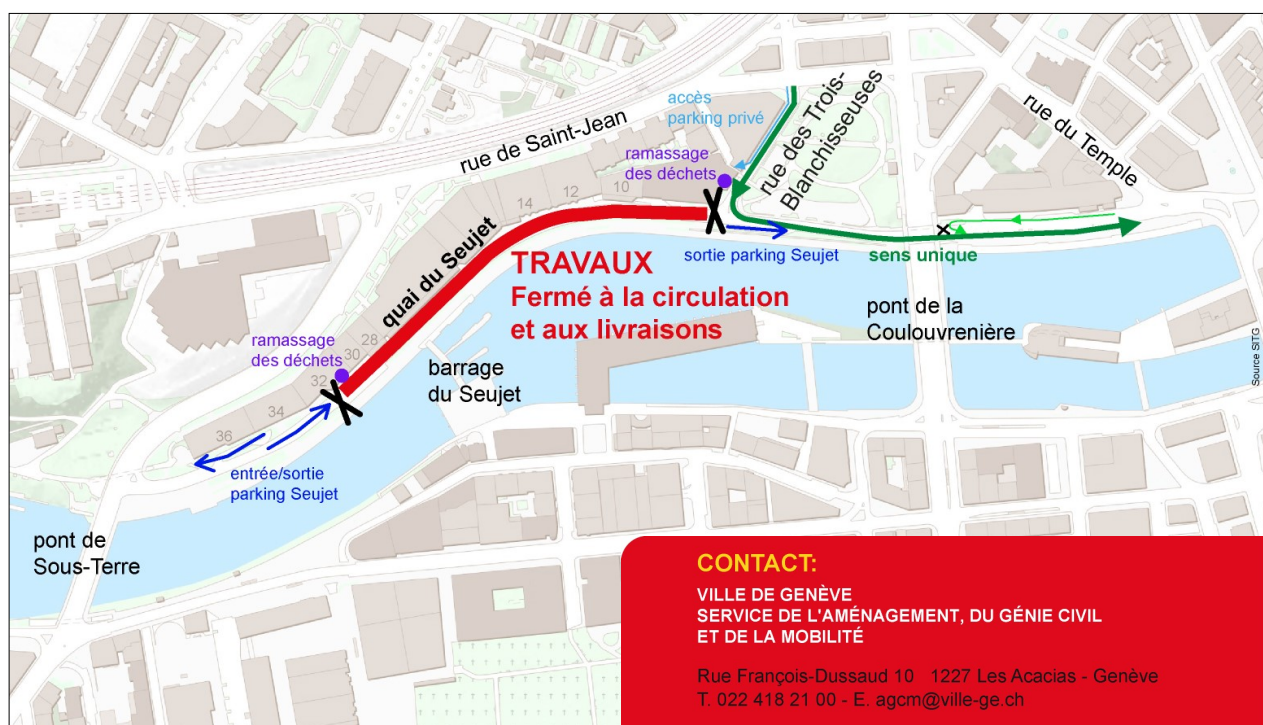 accès
parking privé
rue des Trois-
Blanchisseuses
rue du Temple
rue de Saint-Jean
ramassage
des déchets
10
12
14
quai du Seujet
TRAVAUX
Fermé à la circulation
et aux livraisons
sortie parking Seujet
sens unique
pont de la
Coulouvrenière
Source SITG
ramassage
des déchets
28
30
32
34
36
barrage
du Seujet
entrée/sortie
parking Seujet
pont de
Sous-Terre
CONTACT:
VILLE DE GENÈVE
SERVICE DE L'AMÉNAGEMENT, DU GÉNIE CIVIL
ET DE LA MOBILITÉ
Rue François-Dussaud 10 1227 Les Acacias - Genève
T. 022 418 21 00 - E. agcm@ville-ge.ch